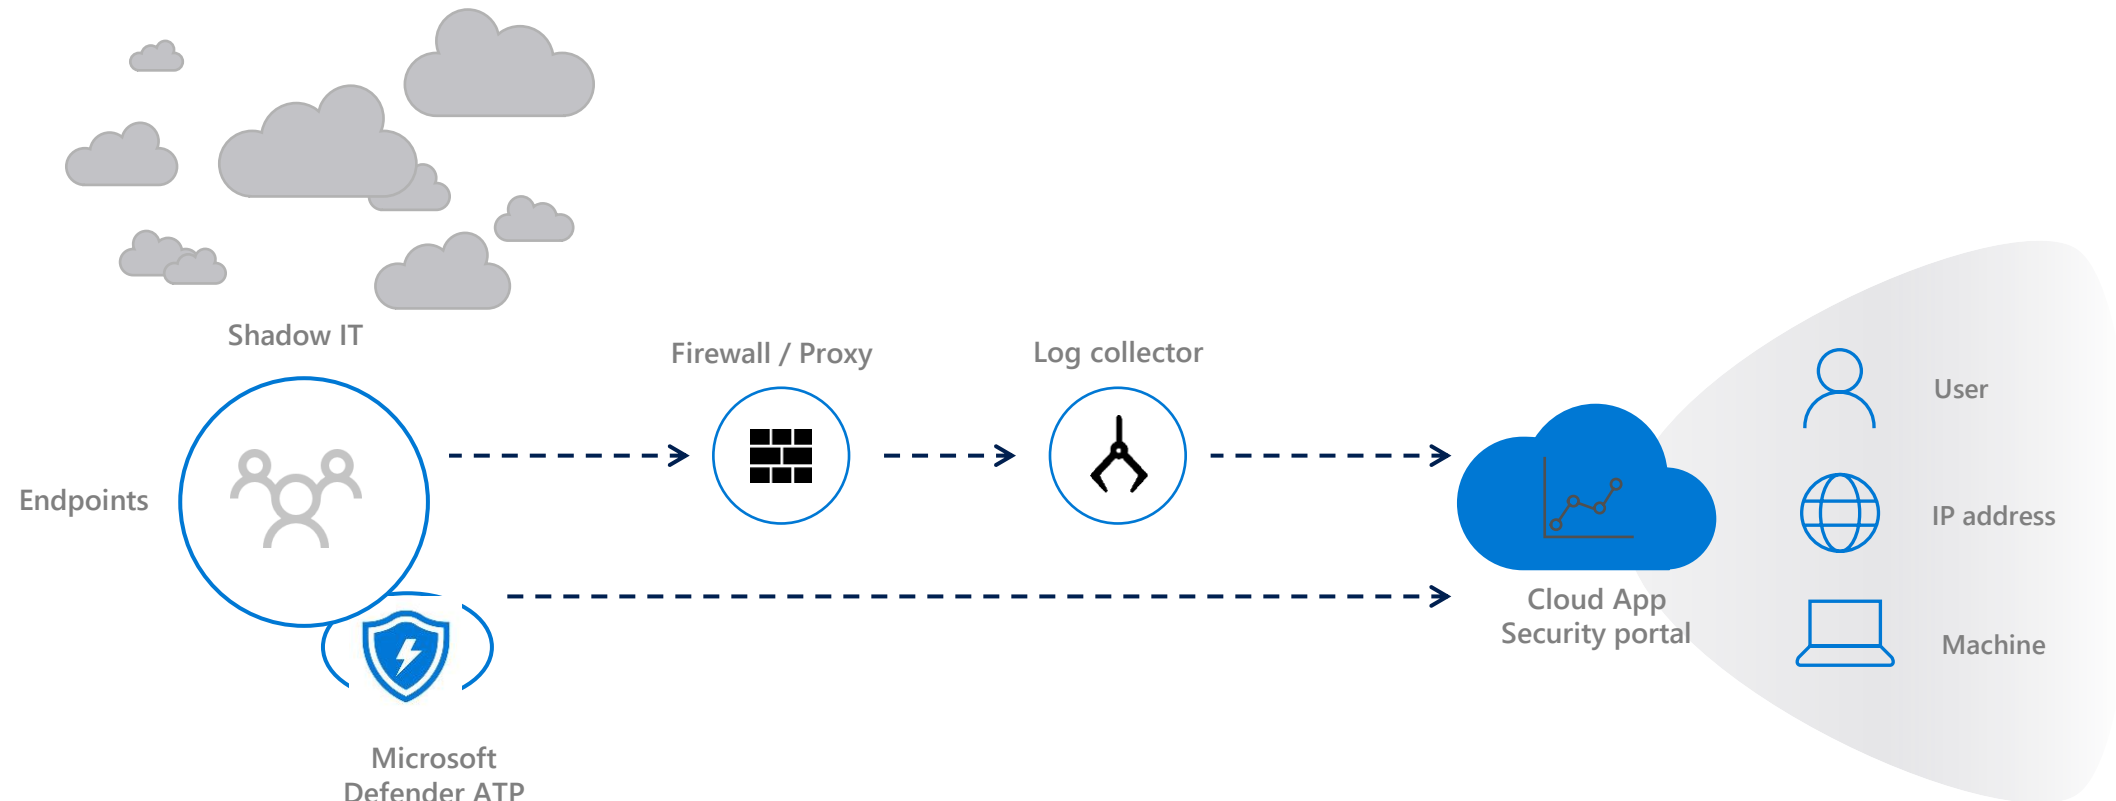 Shadow IT
Firewall / Proxy
Log collector
User
Endpoints
IP address
Cloud App
Security portal
Machine
Microsoft
Defender ATP